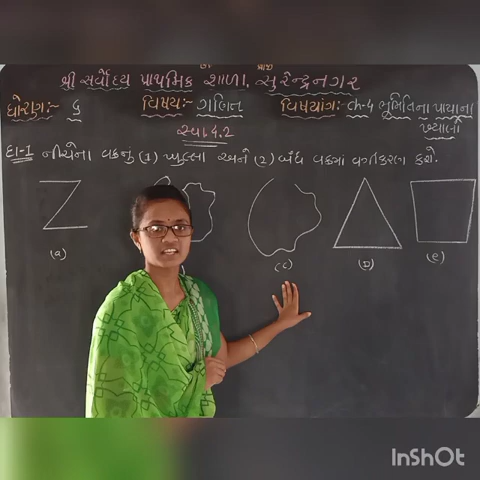 શ્રી સર્વોદય પ્રાથમિક શાળા, સુરેન્દ્રનગર
ધોરણ:- ૬ વિષય:- ગણિત વિષયાંગ:- ch-4 ભૂમિતિના પાયાના
ખ્યાલો
સ્વા 4.2
દા-1 નીચેના વક્રનુ (1) ખુલ્લા અને (2) બંધ વક્રમાં વર્ગીકરણ કરો.
(a) (c) (D) (e)
InShOt